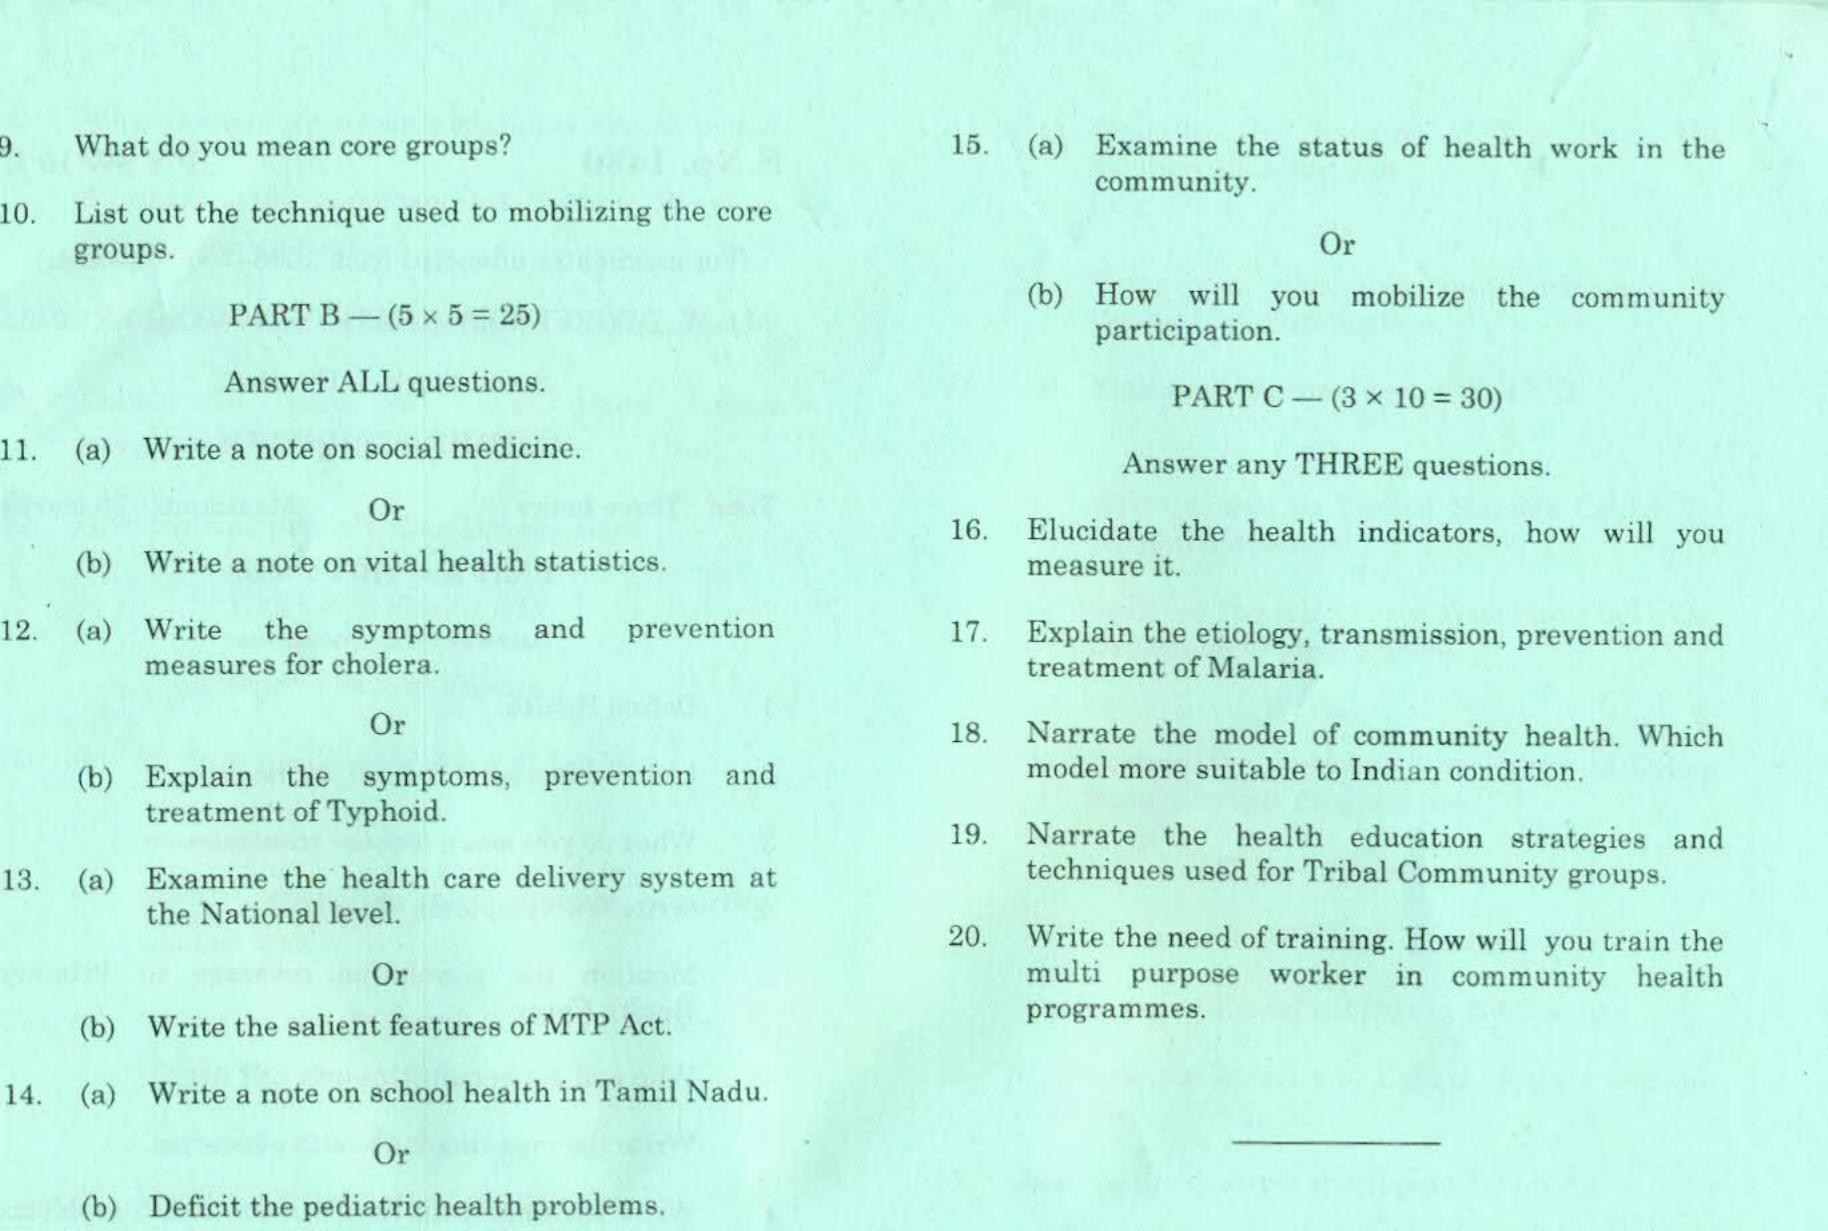 9. What do you mean core groups?
10. List out the technique used to mobilizing the core
groups.
PART B — (5 × 5 = 25)
Answer ALL questions.
11. (a) Write a note on social medicine.
Or
(b) Write a note on vital health statistics.
12. (a) Write the symptoms and prevention
measures for cholera.
Or
(b) Explain the symptoms, prevention and
treatment of Typhoid.
13. (a) Examine the health care delivery system at
the National level.
Or
(b) Write the salient features of MTP Act.
14. (a) Write a note on school health in Tamil Nadu.
Or
(b) Deficit the pediatric health problems.
15. (a) Examine the status of health work in the
community.
Or
(b) How will you mobilize the community
participation.
PART C — (3 × 10 = 30)
Answer any THREE questions.
16. Elucidate the health indicators, how will you
measure it.
17. Explain the etiology, transmission, prevention and
treatment of Malaria.
18. Narrate the model of community health. Which
model more suitable to Indian condition.
19. Narrate the health education strategies and
techniques used for Tribal Community groups.
20. Write the need of training. How will you train the
multi purpose worker in community health
programmes.